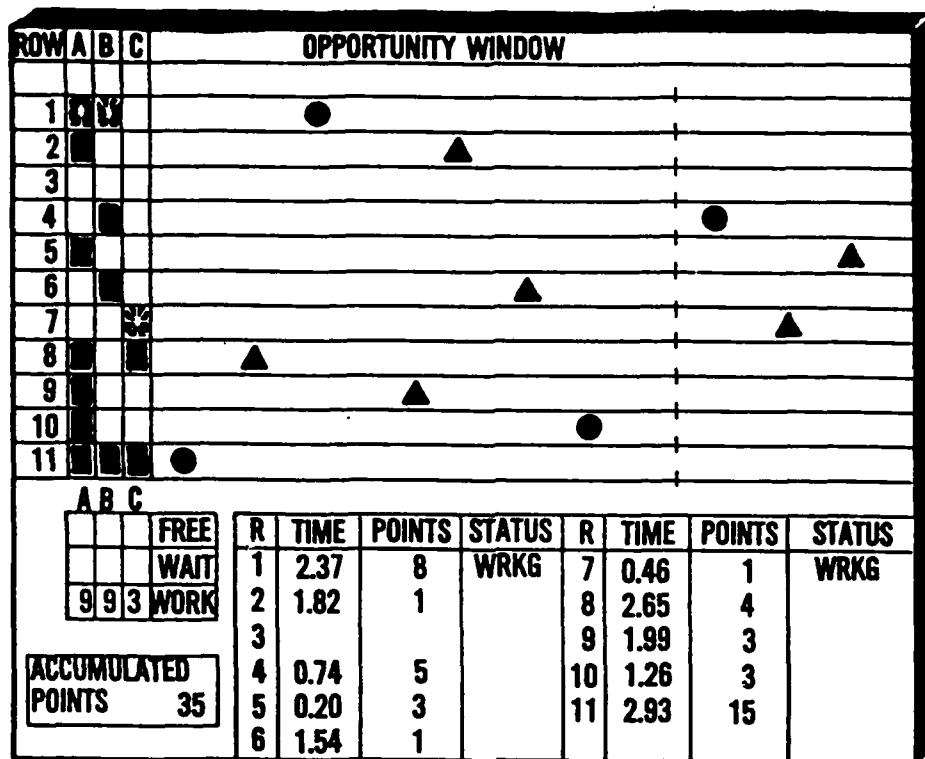 ROW A B C OPPORTUNITY WINDOW
1
2
3
4
5
6
7
8
9
10
11
A B C
FREE
WAIT
9 9 3 WORK
ACCUMULATED
POINTS 35
R TIME POINTS STATUS R TIME POINTS STATUS
1 2.37 8 WRKG 7 0.46 1 WRKG
2 1.82 1 8 2.65 4
3 9 1.99 3
4 0.74 5 10 1.26 3
5 0.20 3 11 2.93 15
6 1.54 1